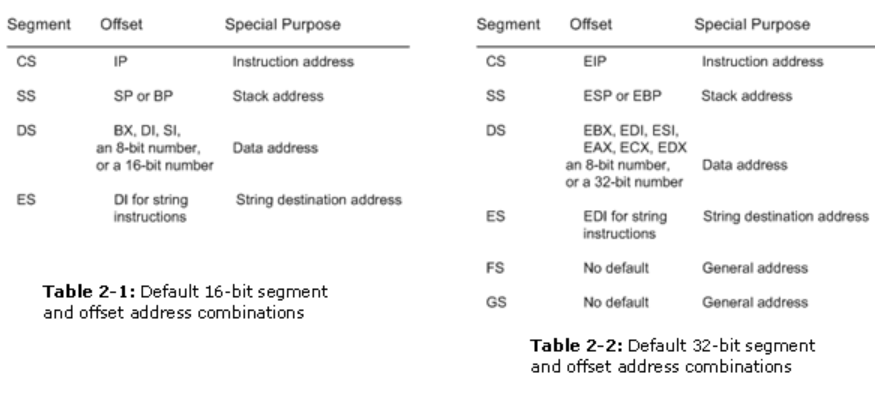 Segment Offset Special Purpose
CS IP Instruction address
SS SP or BP Stack address
DS BX, DI, SI,
an 8-bit number, Data address
or a 16-bit number
ES DI for string String destination address
instructions
Table 2-1: Default 16-bit segment
and offset address combinations
Segment Offset Special Purpose
CS EIP Instruction address
SS ESP or EBP Stack address
DS EBX, EDI, ESI,
EAX, ECX, EDX
an 8-bit number, Data address
or a 32-bit number
ES EDI for string String destination address
instructions
FS No default General address
GS No default General address
Table 2-2: Default 32-bit segment
and offset address combinations